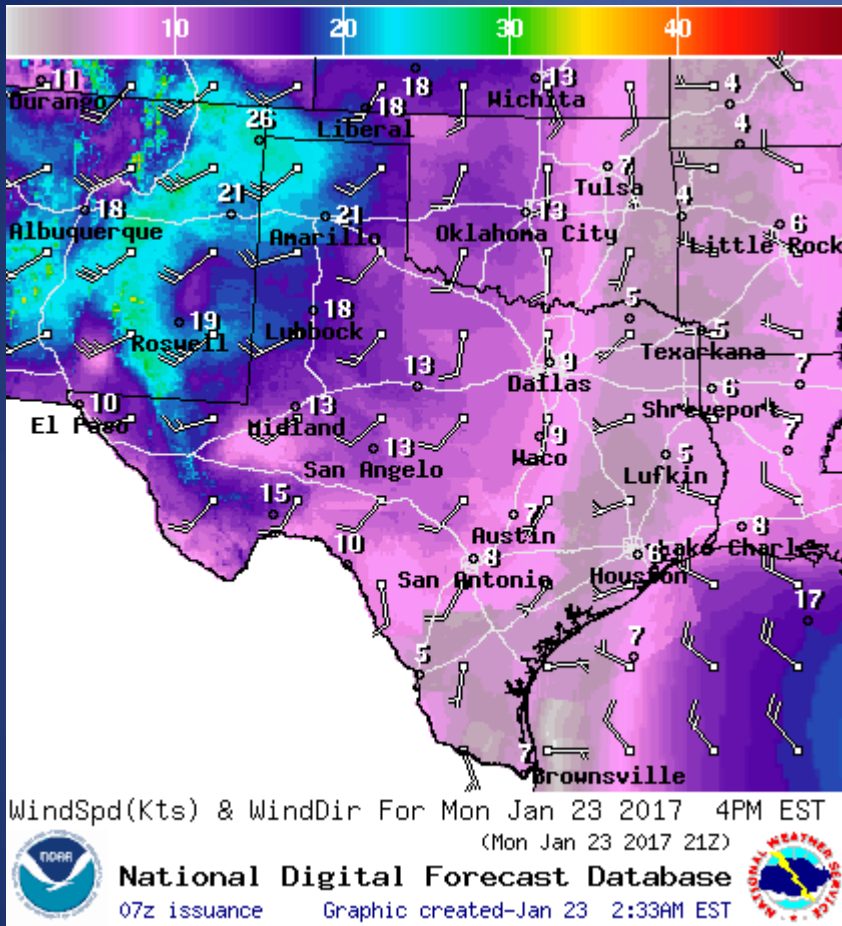 10 20 30 40
11 18 13 4
Durango 18 Wichita
26 Liberal 4
7
Tulsa
18 21 21 13 4 6
Albuquerque Amarillo Oklahoma City Little Rock
19 18 5 5
Roswell Lubbock Texarkana
13 9 7
Dallas 6
10 13 Shreveport
El Paso Midland 9 7
13 Waco 5
San Angelo Lufkin
15 7 8
Austin Lake Charles
10 8 6
San Antonio Houston
17
5 7
7
Brownsville
WindSpd(Kts) & WindDir For Mon Jan 23 2017 4PM EST
(Mon Jan 23 2017 21Z)
NOAA
National Digital Forecast Database
07z issuance Graphic created-Jan 23 2:33AM EST
NATIONAL WEATHER SERVICE